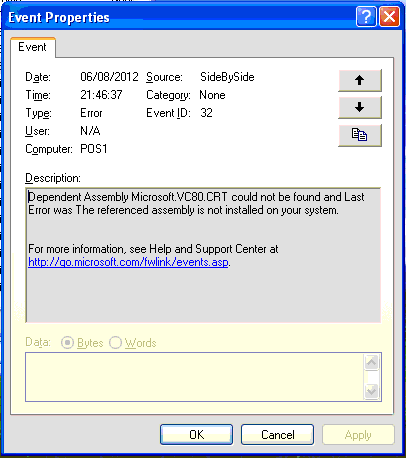 Event Properties
Event
Date: 06/08/2012 Source: SideBySide
Time: 21:46:37 Category: None
Type: Error Event ID: 32
User: N/A
Computer: POS1
Description:
Dependent Assembly Microsoft.VC80.CRT could not be found and Last
Error was The referenced assembly is not installed on your system.
For more information, see Help and Support Center at
http://go.microsoft.com/fwlink/events.asp.
Data: Bytes Words
OK Cancel Apply